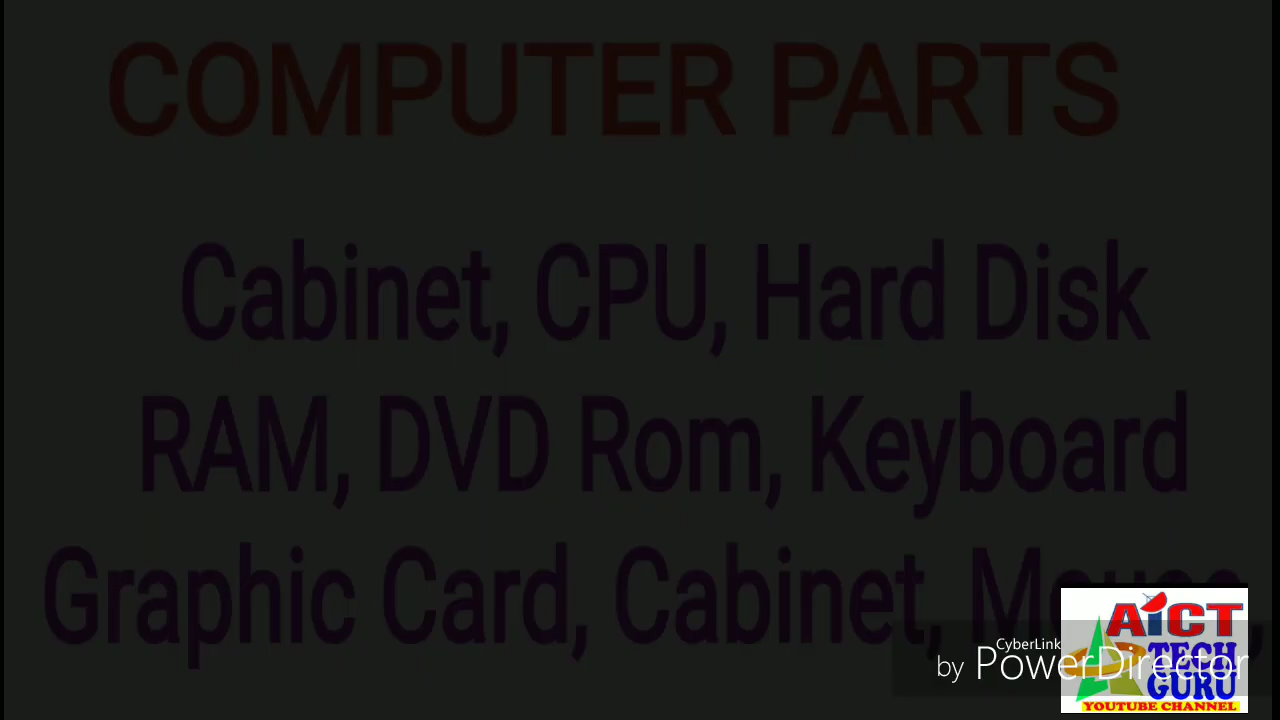 COMPUTER PARTS
Cabinet, CPU, Hard Disk
RAM, DVD Rom, Keyboard
Graphic Card, Cabinet, Mouse,
CyberLink
by PowerDirector
AiCT
TECH
GURU
YOUTUBE CHANNEL